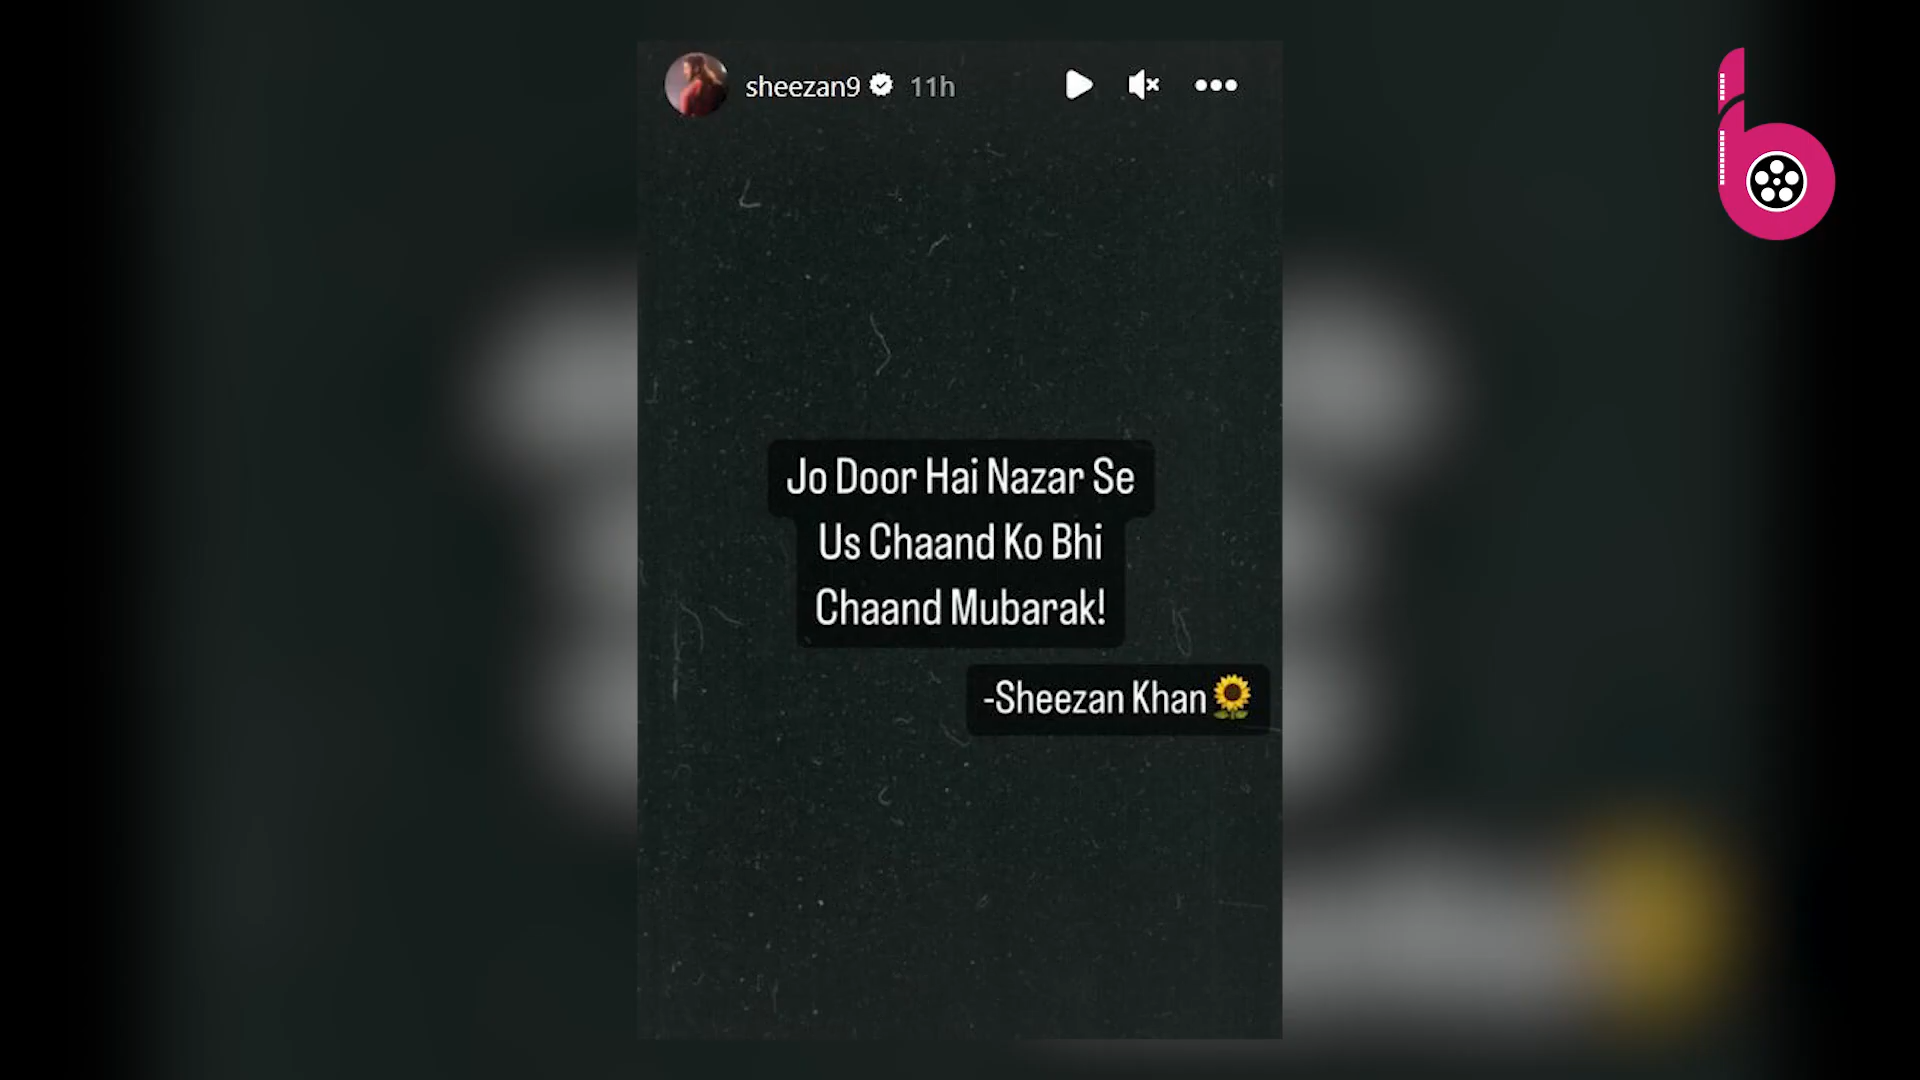 sheezan9 11h
Jo Door Hai Nazar Se
Us Chaand Ko Bhi
Chaand Mubarak!
-Sheezan Khan🌻